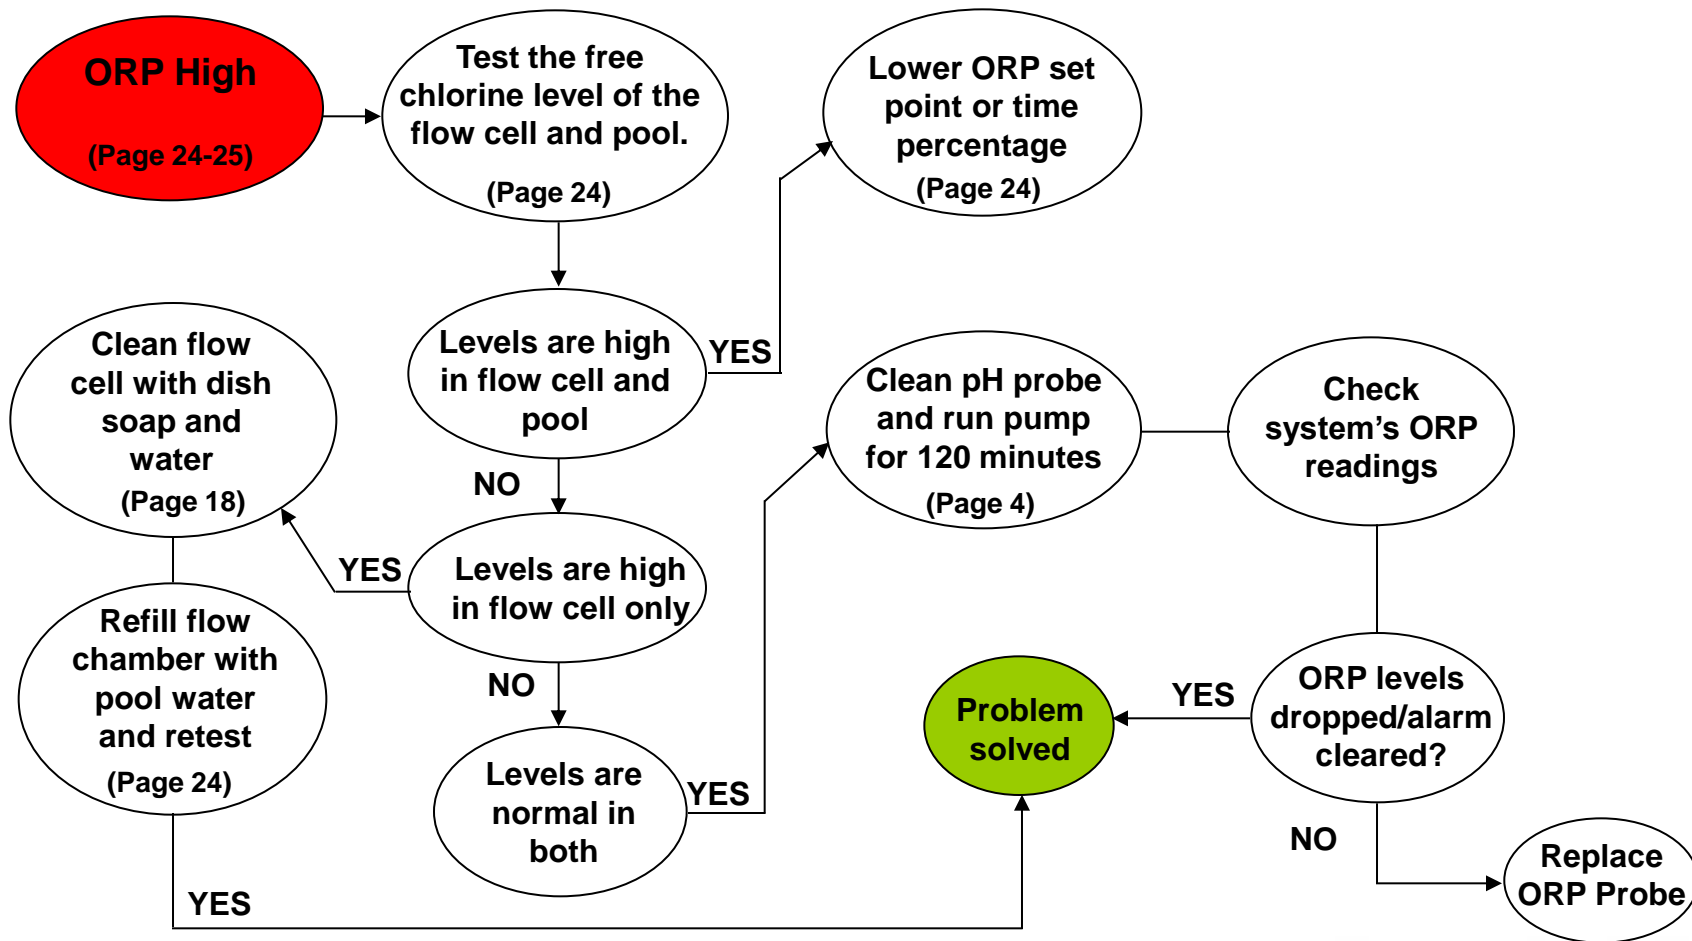 ORP High
(Page 24-25)
Test the free
chlorine level of the
flow cell and pool.
(Page 24)
Lower ORP set
point or time
percentage
(Page 24)
Levels are high
in flow cell and
pool
YES
NO
Clean flow
cell with dish
soap and
water
(Page 18)
Levels are high
in flow cell only
YES
NO
Refill flow
chamber with
pool water
and retest
(Page 24)
YES
Levels are
normal in
both
YES
Clean pH probe
and run pump
for 120 minutes
(Page 4)
Check
system’s ORP
readings
ORP levels
dropped/alarm
cleared?
YES
NO
Problem
solved
Replace
ORP Probe